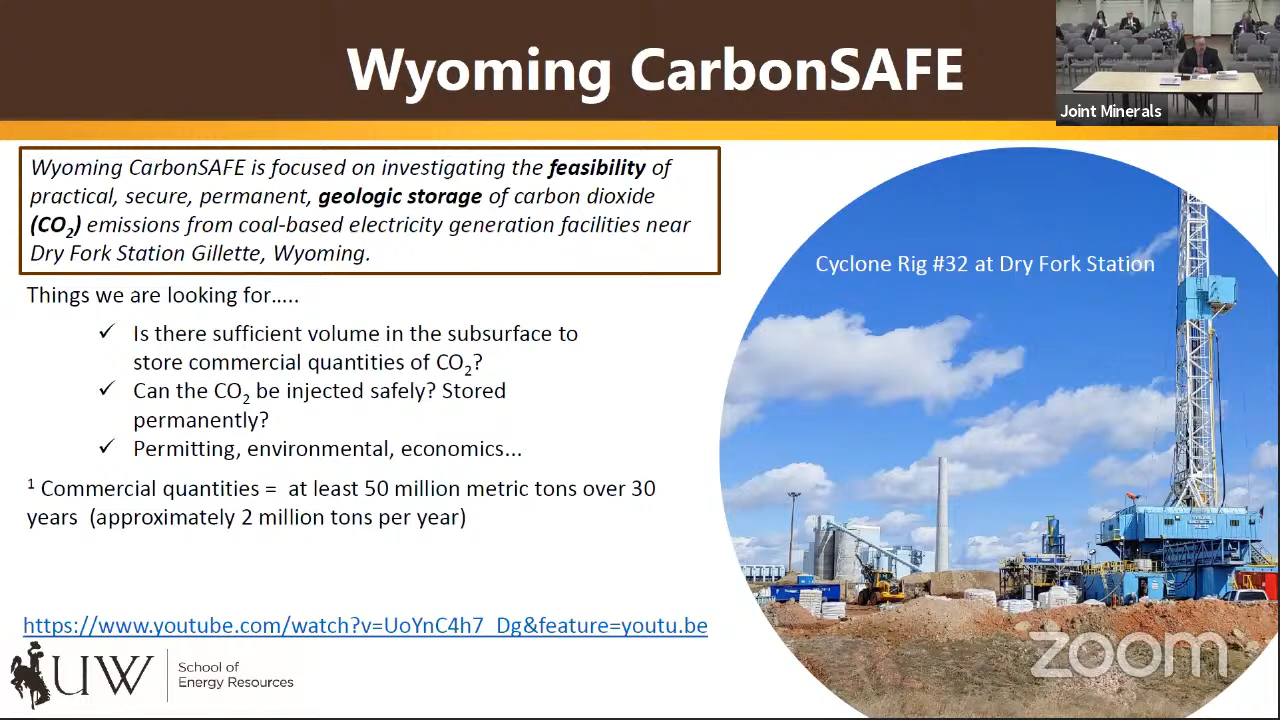 Wyoming CarbonSAFE
Joint Minerals
Wyoming CarbonSAFE is focused on investigating the feasibility of
practical, secure, permanent, geologic storage of carbon dioxide
(CO₂) emissions from coal-based electricity generation facilities near
Dry Fork Station Gillette, Wyoming.
Things we are looking for.....
✓ Is there sufficient volume in the subsurface to
store commercial quantities of CO₂?
✓ Can the CO₂ be injected safely? Stored
permanently?
✓ Permitting, environmental, economics...
¹ Commercial quantities = at least 50 million metric tons over 30
years (approximately 2 million tons per year)
https://www.youtube.com/watch?v=UoYnC4h7_Dg&feature=youtu.be
UW
School of
Energy Resources
Cyclone Rig #32 at Dry Fork Station
zoom